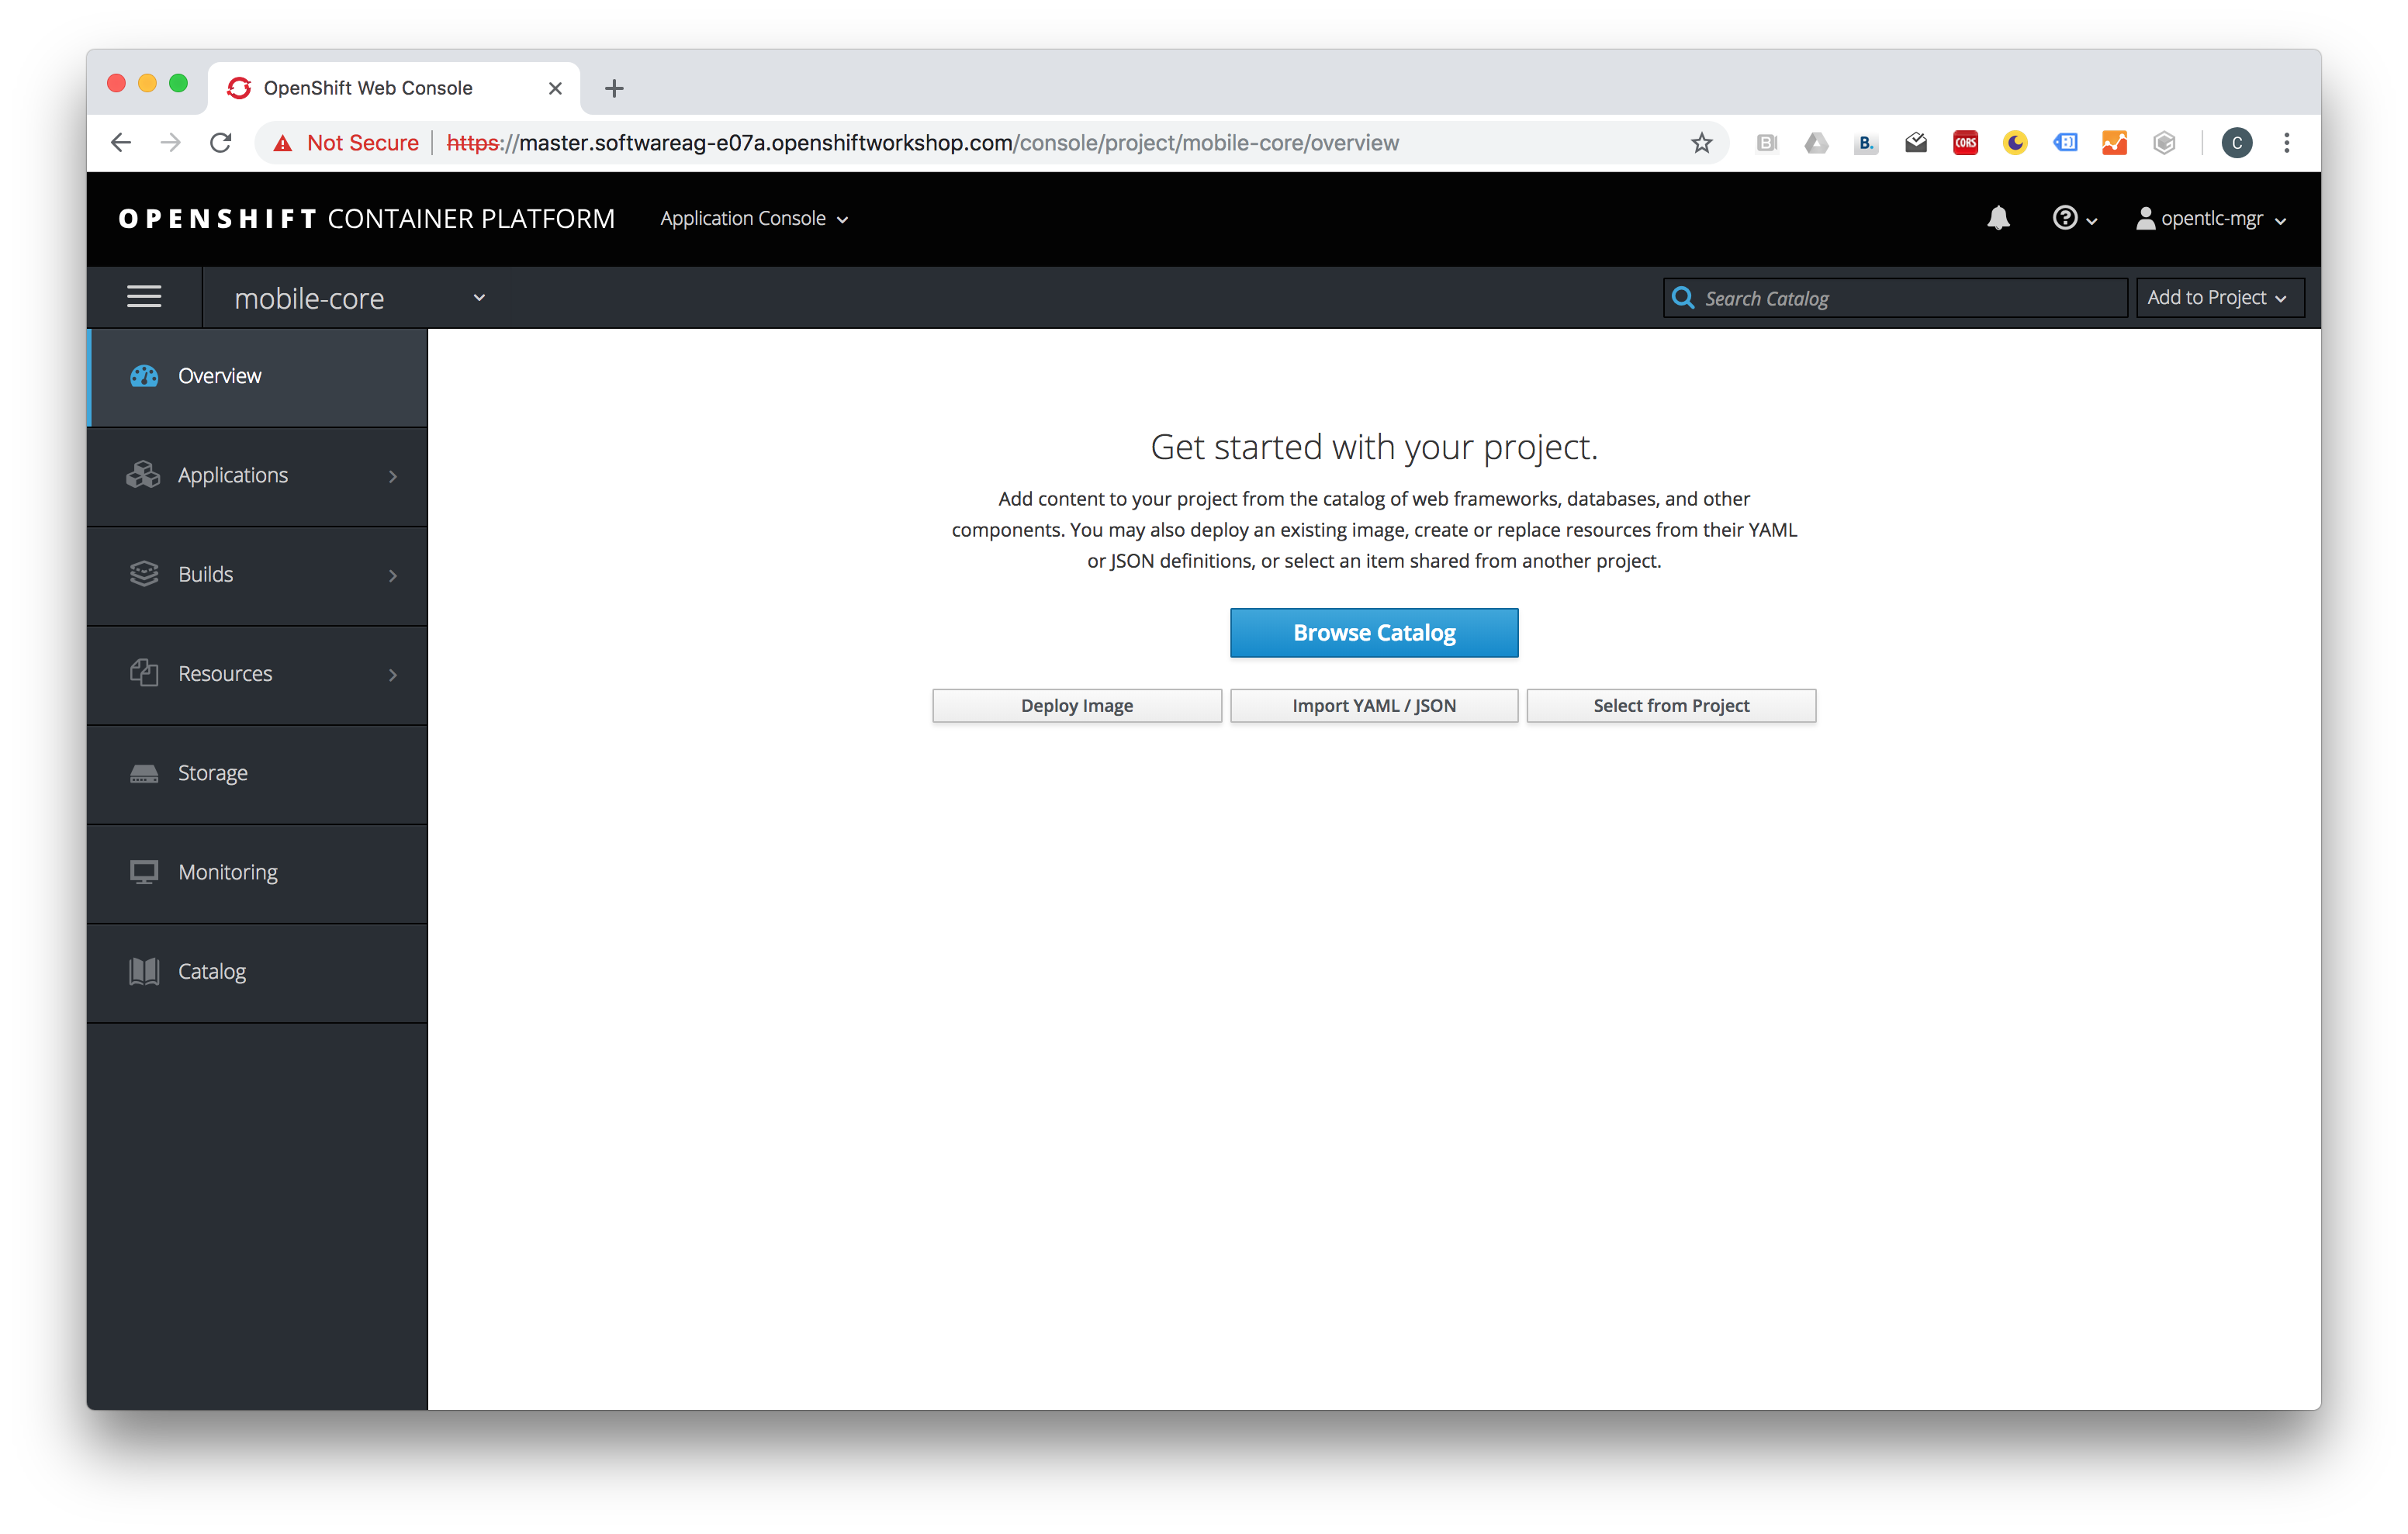 OpenShift Web Console
Not Secure https://master.softwareag-e07a.openshiftworkshop.com/console/project/mobile-core/overview
B B. CORS C
OPENSHIFT CONTAINER PLATFORM Application Console opentlc-mgr
mobile-core Search Catalog Add to Project
Overview
Applications
Builds
Resources
Storage
Monitoring
Catalog
Get started with your project.
Add content to your project from the catalog of web frameworks, databases, and other
components. You may also deploy an existing image, create or replace resources from their YAML
or JSON definitions, or select an item shared from another project.
Browse Catalog
Deploy Image Import YAML / JSON Select from Project